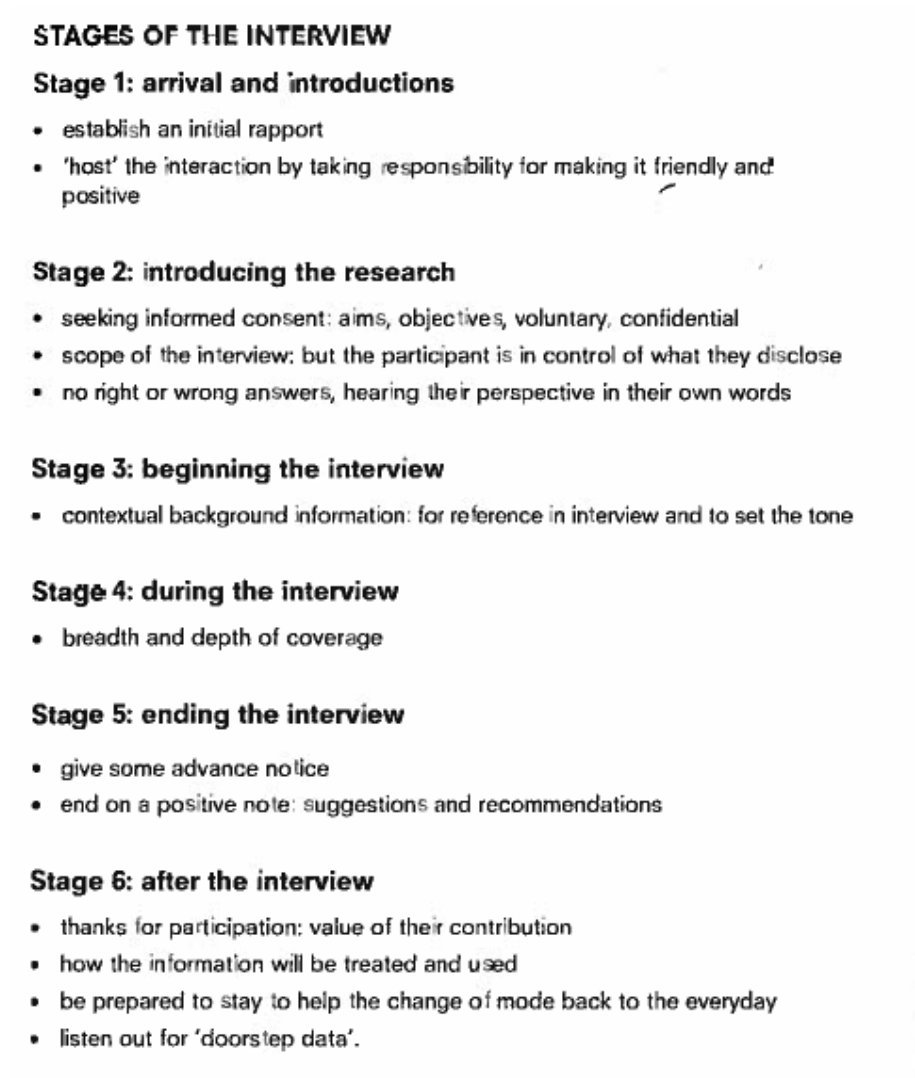 STAGES OF THE INTERVIEW
Stage 1: arrival and introductions
• establish an initial rapport
• 'host' the interaction by taking responsibility for making it friendly and
positive
Stage 2: introducing the research
• seeking informed consent: aims, objectives, voluntary, confidential
• scope of the interview: but the participant is in control of what they disclose
• no right or wrong answers, hearing their perspective in their own words
Stage 3: beginning the interview
• contextual background information: for reference in interview and to set the tone
Stage 4: during the interview
• breadth and depth of coverage
Stage 5: ending the interview
• give some advance notice
• end on a positive note: suggestions and recommendations
Stage 6: after the interview
• thanks for participation: value of their contribution
• how the information will be treated and used
• be prepared to stay to help the change of mode back to the everyday
• listen out for 'doorstep data'.